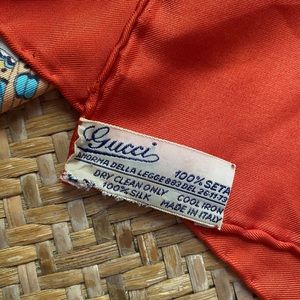 Gucci
100% SETA
A NORMA DELLA LEGGE 883 DEL 26-11-73
DRY CLEAN ONLY COOL IRON
100% SILK MADE IN ITALY